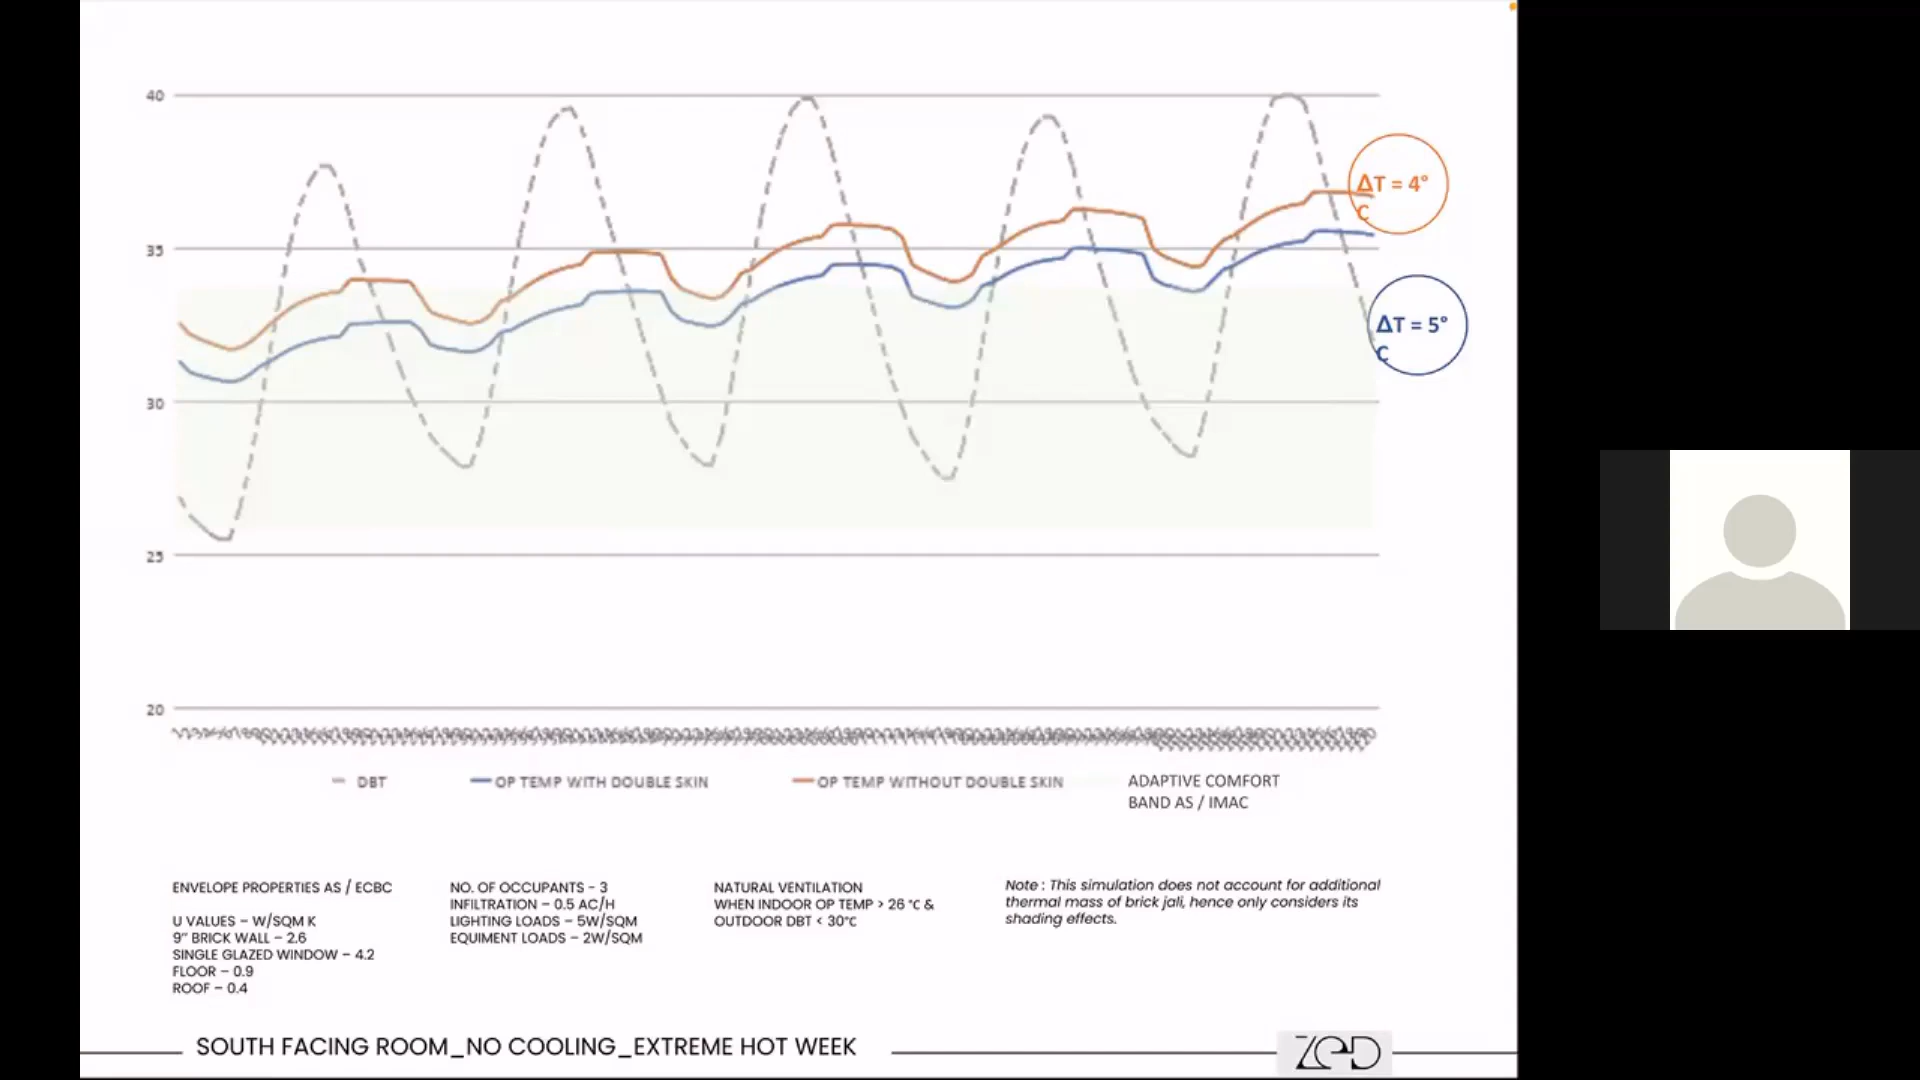 40
35
30
25
20
ΔT = 4°
C
ΔT = 5°
C
DBT
OP TEMP WITH DOUBLE SKIN
OP TEMP WITHOUT DOUBLE SKIN
ADAPTIVE COMFORT
BAND AS / IMAC
ENVELOPE PROPERTIES AS / ECBC
U VALUES – W/SQM K
9” BRICK WALL – 2.6
SINGLE GLAZED WINDOW – 4.2
FLOOR – 0.9
ROOF – 0.4
NO. OF OCCUPANTS - 3
INFILTRATION – 0.5 AC/H
LIGHTING LOADS – 5W/SQM
EQUIMENT LOADS – 2W/SQM
NATURAL VENTILATION
WHEN INDOOR OP TEMP > 26 °C &
OUTDOOR DBT < 30°C
Note : This simulation does not account for additional
thermal mass of brick jali, hence only considers its
shading effects.
SOUTH FACING ROOM_NO COOLING_EXTREME HOT WEEK
ZED